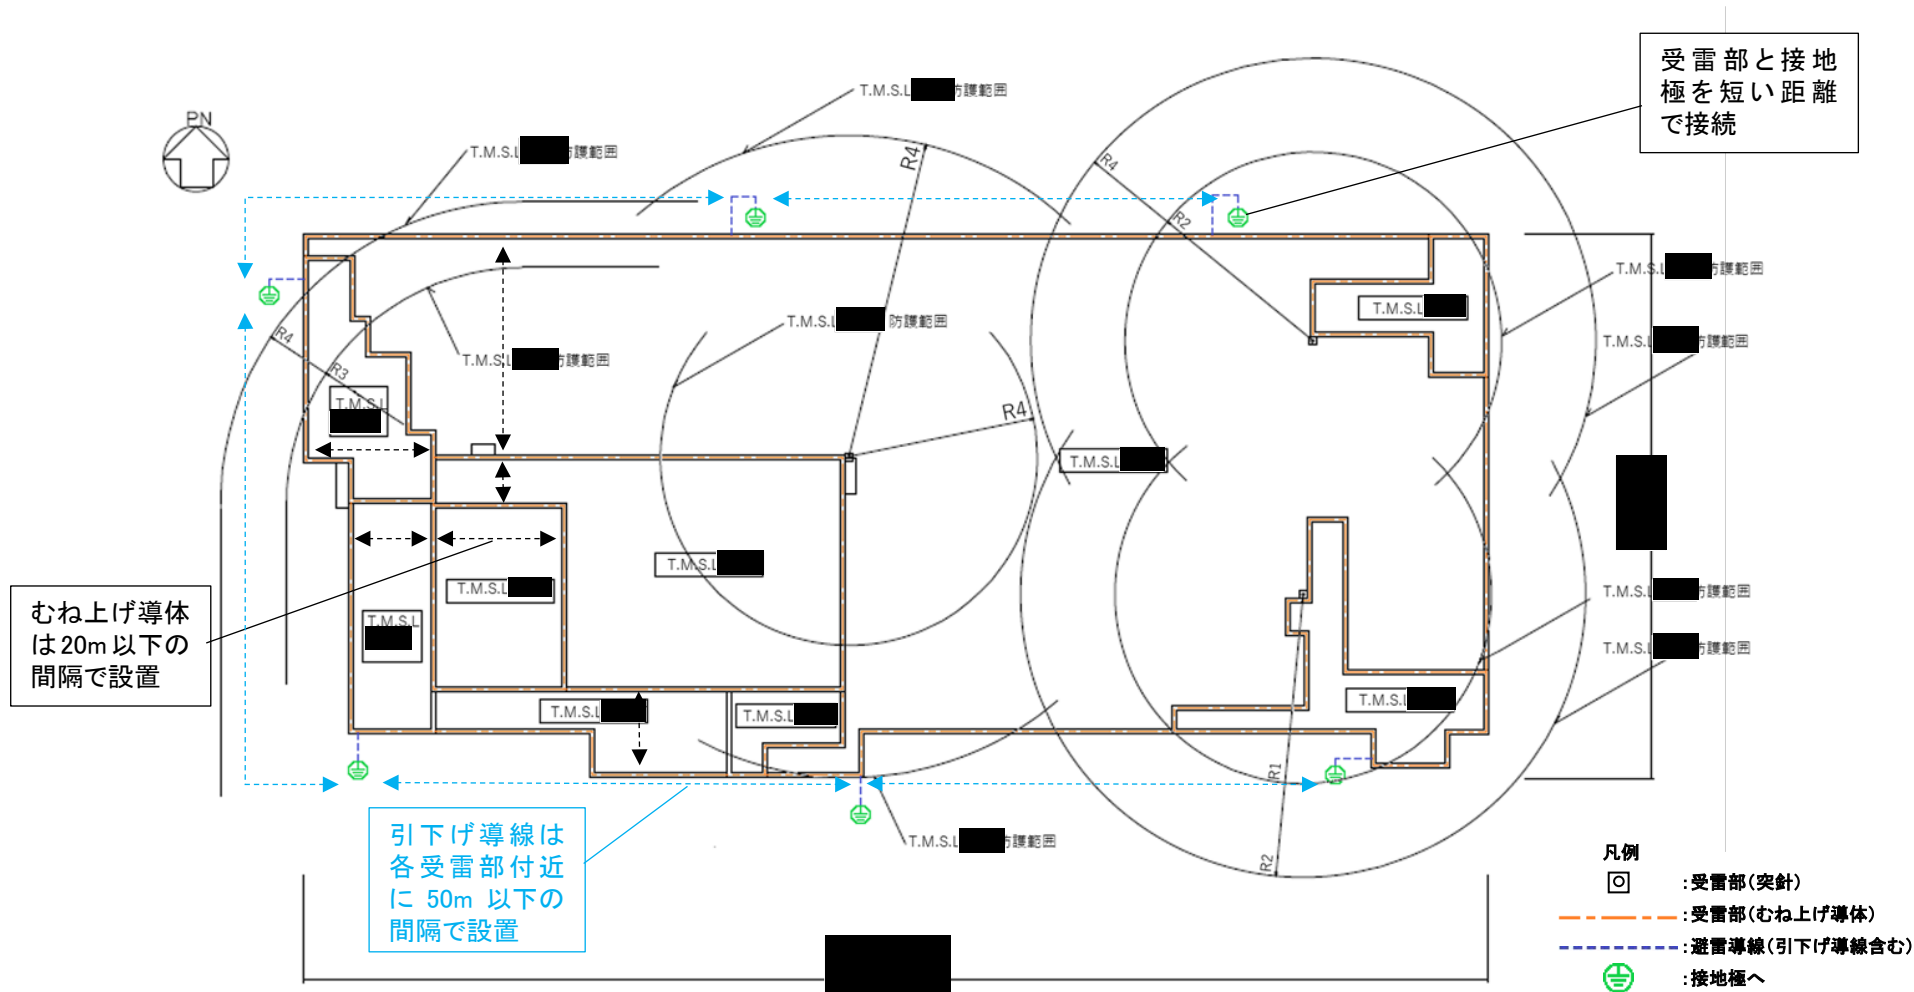 受雷部と接地
極を短い距離
で接続
PN
T.M.S.L 防護範囲
T.M.S.L 防護範囲
R4
R4
R2
T.M.S.L 防護範囲
T.M.S.L
T.M.S.L 防護範囲
T.M.S.L 防護範囲
R4
R3
T.M.S.L 防護範囲
T.M.S.L
R4
T.M.S.L
T.M.S.L
T.M.S.L
むね上げ導体
は20m以下の
間隔で設置
T.M.S.L
T.M.S.L 防護範囲
T.M.S.L 防護範囲
T.M.S.L
T.M.S.L
T.M.S.L
R1
R2
引下げ導線は
各受雷部付近
に 50m 以下の
間隔で設置
T.M.S.L 防護範囲
凡例
:受雷部(突針)
:受雷部(むね上げ導体)
:避雷導線(引下げ導線含む)
:接地極へ